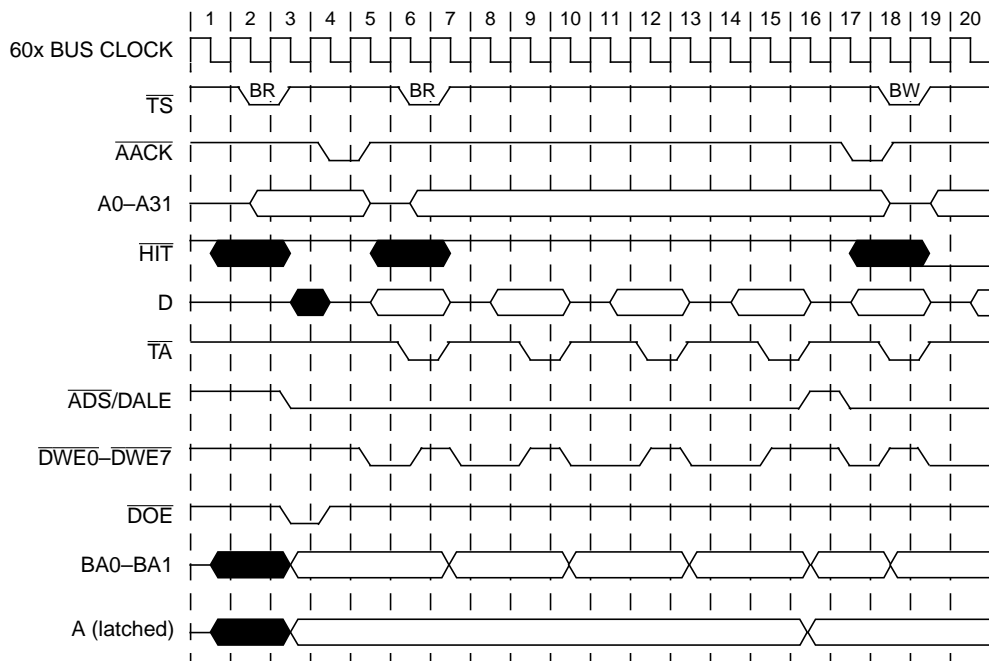 1 2 3 4 5 6 7 8 9 10 11 12 13 14 15 16 17 18 19 20
60x BUS CLOCK
BR BR BW
TS
AACK
A0–A31
HIT
D
TA
ADS/DALE
DWE0–DWE7
DOE
BA0–BA1
A (latched)